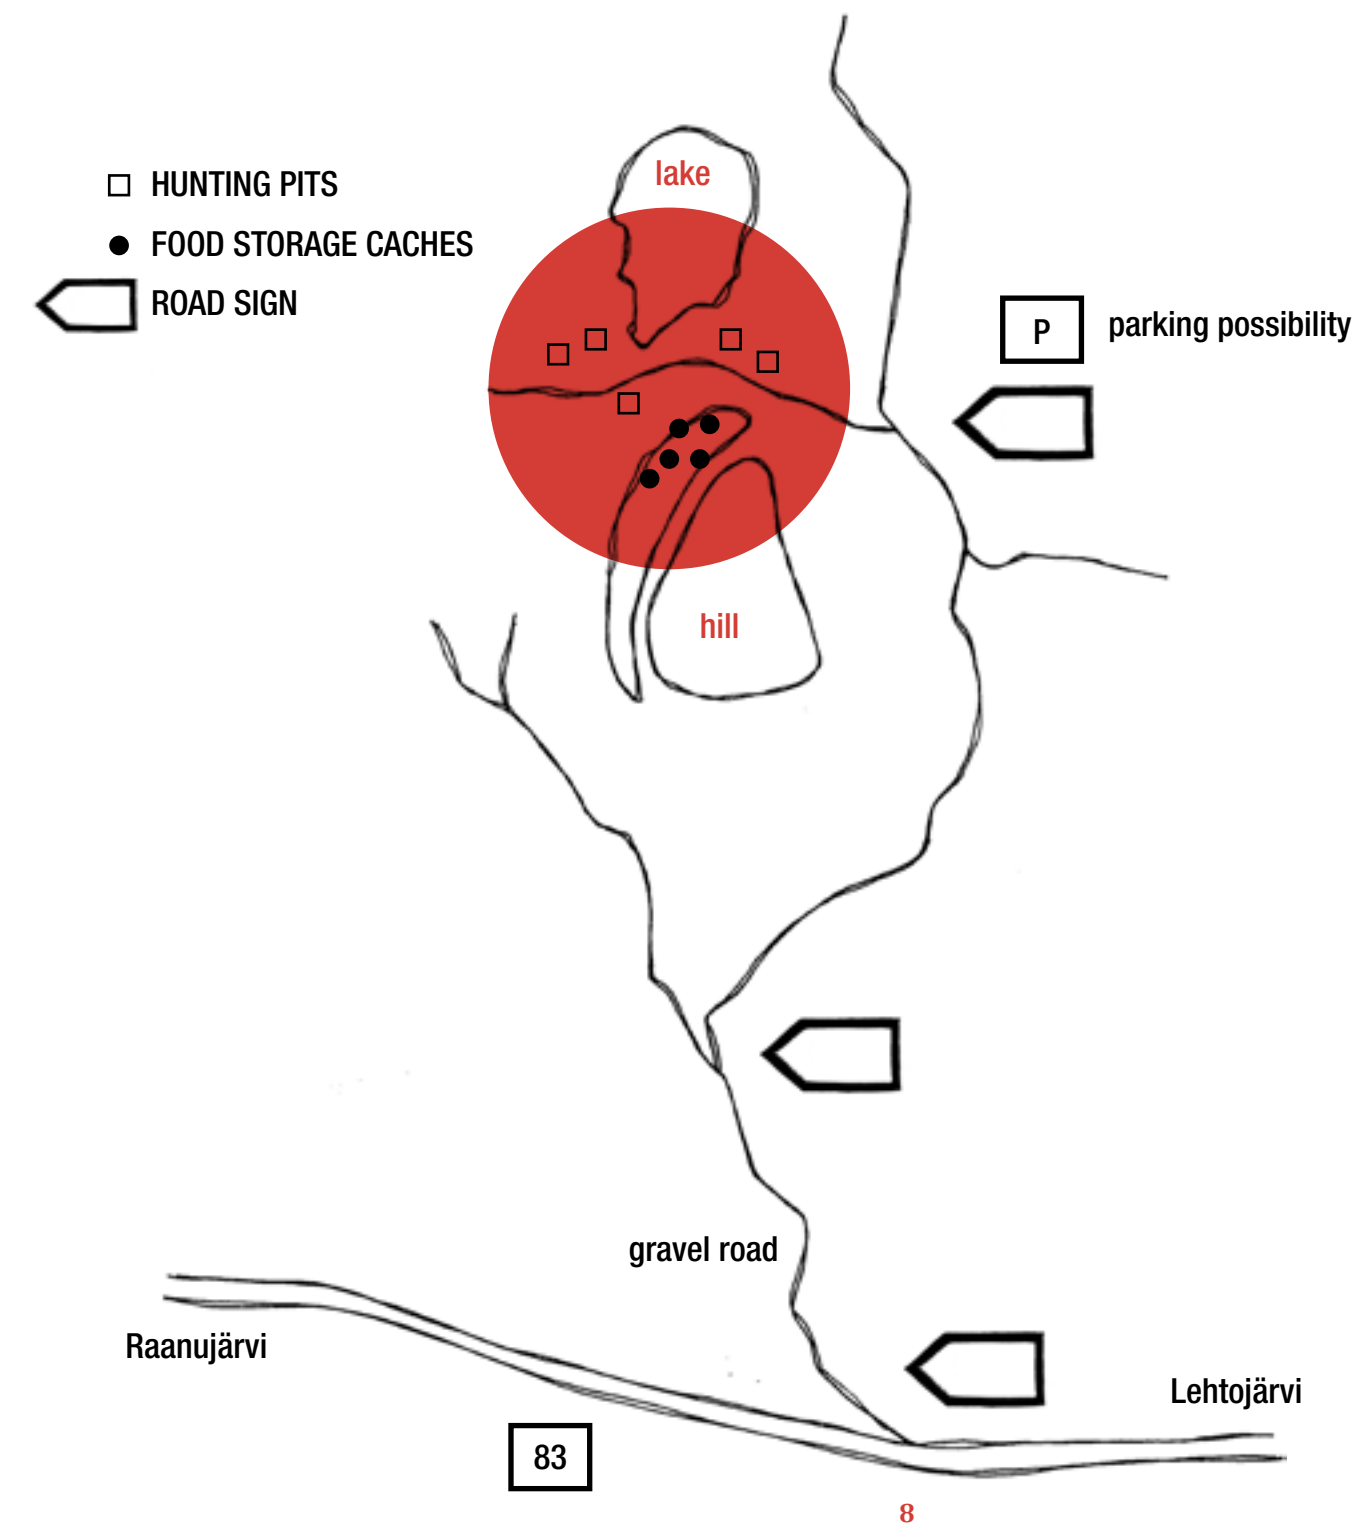 lake
HUNTING PITS
FOOD STORAGE CACHES
ROAD SIGN
P
parking possibility
hill
gravel road
Raanujärvi
Lehtojärvi
83
8